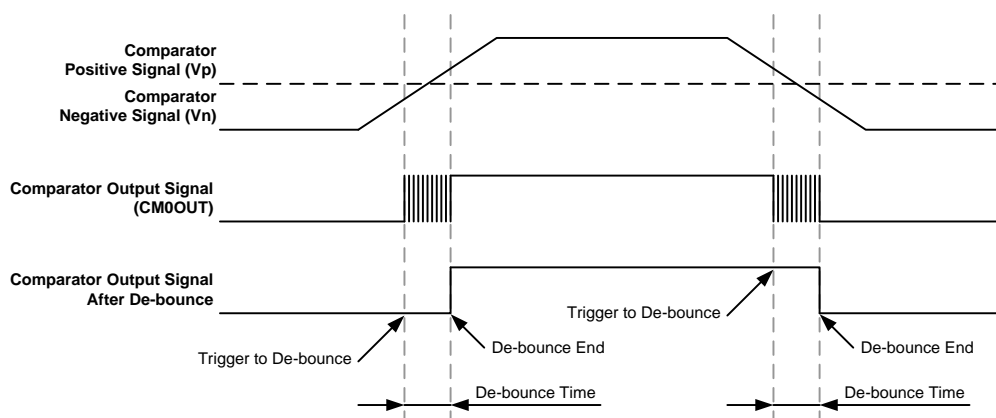 Comparator
Positive Signal (Vp)
Comparator
Negative Signal (Vn)
Comparator Output Signal
(CM0OUT)
Comparator Output Signal
After De-bounce
Trigger to De-bounce
De-bounce End
Trigger to De-bounce
De-bounce End
De-bounce Time
De-bounce Time